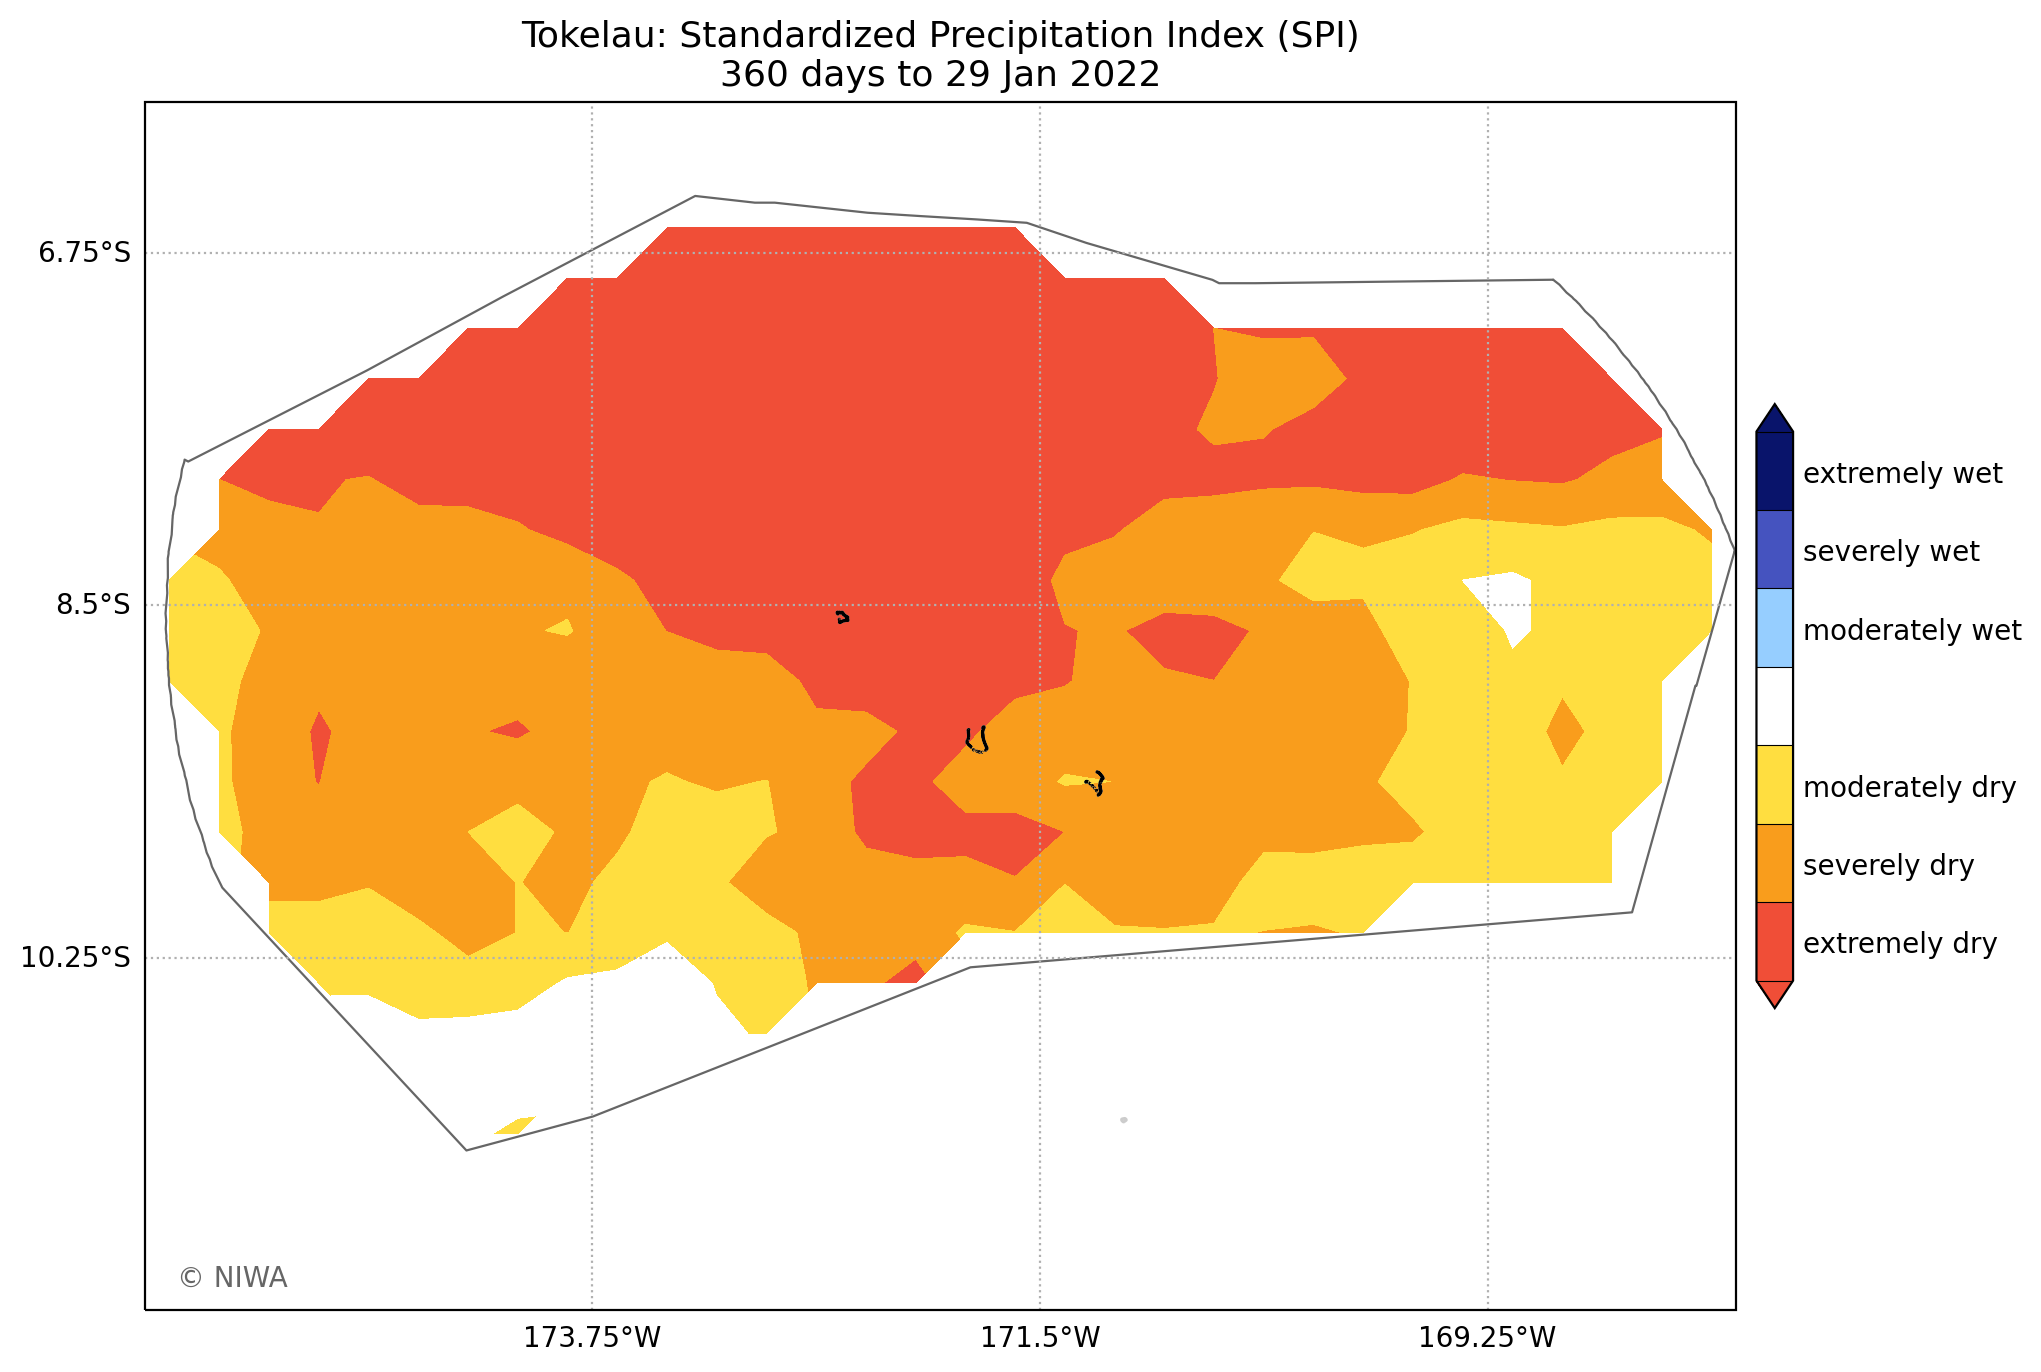 Tokelau: Standardized Precipitation Index (SPI)
360 days to 29 Jan 2022
6.75°S
8.5°S
10.25°S
173.75°W
171.5°W
169.25°W
extremely wet
severely wet
moderately wet
moderately dry
severely dry
extremely dry
© NIWA